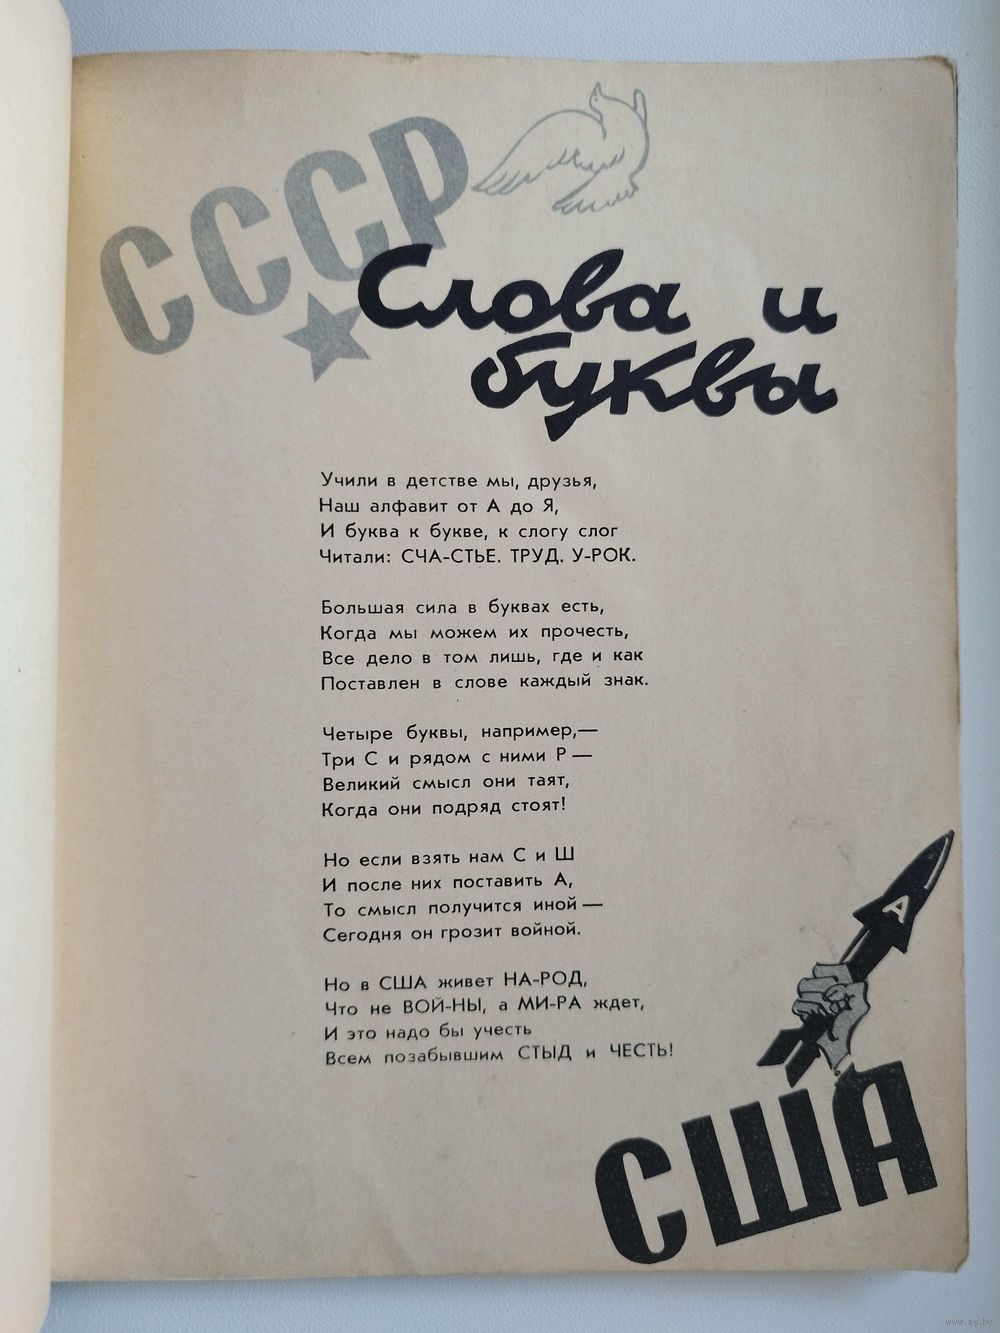 СССР
Слова и
буквы
Учили в детстве мы, друзья,
Наш алфавит от А до Я,
И буква к букве, к слогу слог
Читали: СЧА-СТЬЕ. ТРУД. У-РОК.
Большая сила в буквах есть,
Когда мы можем их прочесть,
Все дело в том лишь, где и как
Поставлен в слове каждый знак.
Четыре буквы, например,—
Три С и рядом с ними Р—
Великий смысл они таят,
Когда они подряд стоят!
Но если взять нам С и Ш
И после них поставить А,
То смысл получится иной—
Сегодня он грозит войной.
Но в США живет НА-РОД,
Что не ВОЙ-НЫ, а МИ-РА ждет,
И это надо бы учесть
Всем позабывшим СТЫД и ЧЕСТЬ!
А
США
www.ay.by